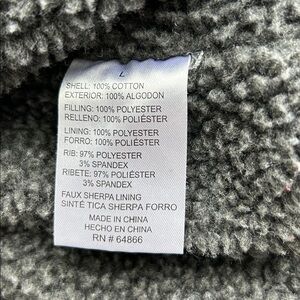 L
SHELL: 100% COTTON
EXTERIOR: 100% ALGODON
FILLING: 100% POLYESTER
RELLENO: 100% POLIÉSTER
LINING: 100% POLYESTER
FORRO: 100% POLIÉSTER
RIB: 97% POLYESTER
3% SPANDEX
RIBETE: 97% POLIÉSTER
3% SPANDEX
FAUX SHERPA LINING
SINTÉ TICA SHERPA FORRO
MADE IN CHINA
HECHO EN CHINA
RN # 64866